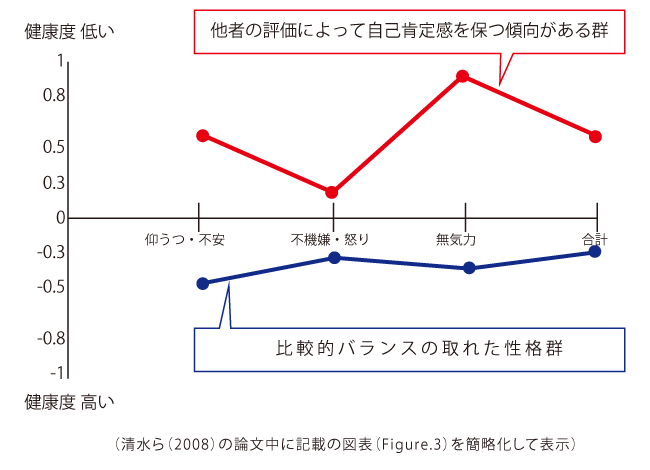 健康度 低い
他者の評価によって自己肯定感を保つ傾向がある群
1
0.8
0.5
0.3
0
仰うつ・不安
不機嫌・怒り
無気力
合計
-0.3
-0.5
-0.8
-1
比較的バランスの取れた性格群
健康度 高い
（清水ら（2008）の論文中に記載の図表（Figure.3）を簡略化して表示）